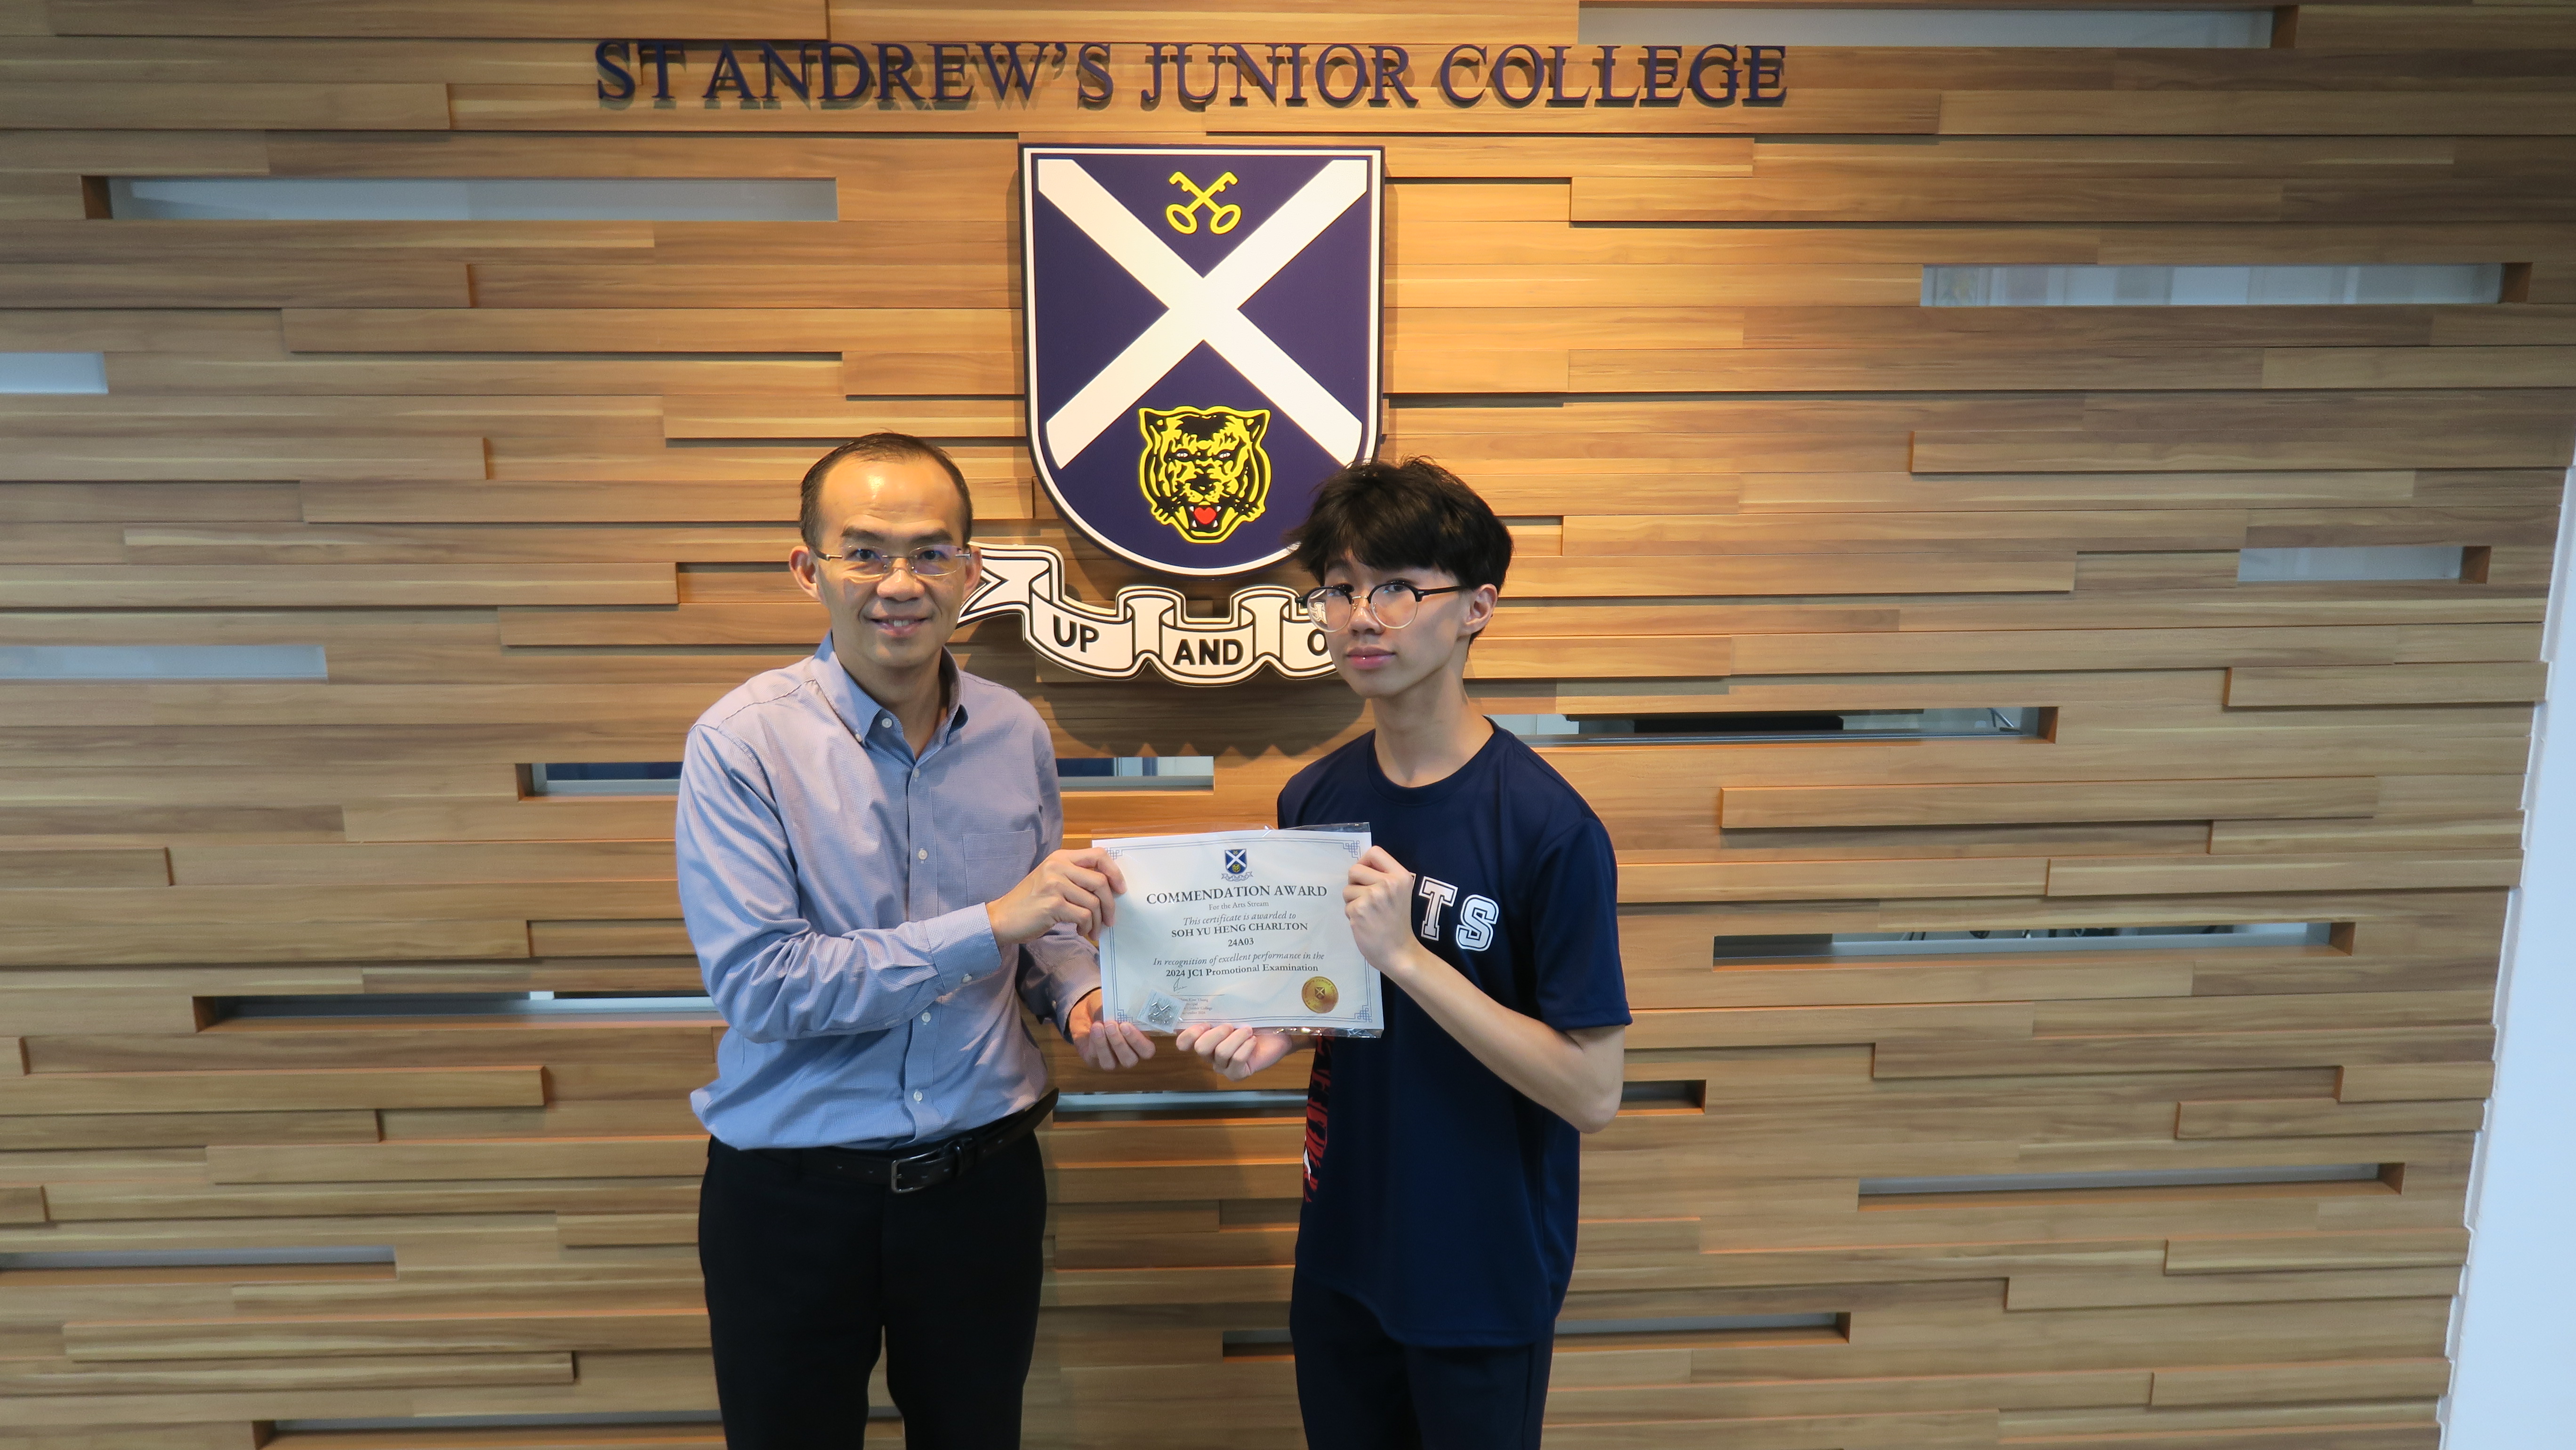 ST ANDREW'S JUNIOR COLLEGE
UP AND O
COMMENDATION AWARD
For the Arts Stream
This certificate is awarded to
SOH YU HENG CHARLTON
24A03
In recognition of excellent performance in the
2024 JC1 Promotional Examination
TS